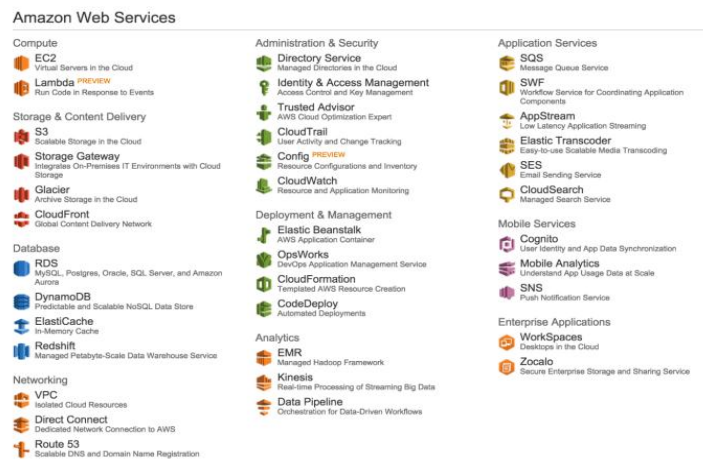 Amazon Web Services
Compute
EC2
Virtual Servers in the Cloud
Lambda PREVIEW
Run Code in Response to Events
Storage & Content Delivery
S3
Scalable Storage in the Cloud
Storage Gateway
Integrates On-Premises IT Environments with Cloud
Storage
Glacier
Archive Storage in the Cloud
CloudFront
Global Content Delivery Network
Database
RDS
MySQL, Postgres, Oracle, SQL Server, and Amazon
Aurora
DynamoDB
Predictable and Scalable NoSQL Data Store
ElastiCache
In-Memory Cache
Redshift
Managed Petabyte-Scale Data Warehouse Service
Networking
VPC
Isolated Cloud Resources
Direct Connect
Dedicated Network Connection to AWS
Route 53
Scalable DNS and Domain Name Registration
Administration & Security
Directory Service
Managed Directories in the Cloud
Identity & Access Management
Access Control and Key Management
Trusted Advisor
AWS Cloud Optimization Expert
CloudTrail
User Activity and Change Tracking
Config PREVIEW
Resource Configurations and Inventory
CloudWatch
Resource and Application Monitoring
Deployment & Management
Elastic Beanstalk
AWS Application Container
OpsWorks
DevOps Application Management Service
CloudFormation
Templated AWS Resource Creation
CodeDeploy
Automated Deployments
Analytics
EMR
Managed Hadoop Framework
Kinesis
Real-time Processing of Streaming Big Data
Data Pipeline
Orchestration for Data-Driven Workflows
Application Services
SQS
Message Queue Service
SWF
Workflow Service for Coordinating Application
Components
AppStream
Low Latency Application Streaming
Elastic Transcoder
Easy-to-use Scalable Media Transcoding
SES
Email Sending Service
CloudSearch
Managed Search Service
Mobile Services
Cognito
User Identity and App Data Synchronization
Mobile Analytics
Understand App Usage Data at Scale
SNS
Push Notification Service
Enterprise Applications
WorkSpaces
Desktops in the Cloud
Zocalo
Secure Enterprise Storage and Sharing Service